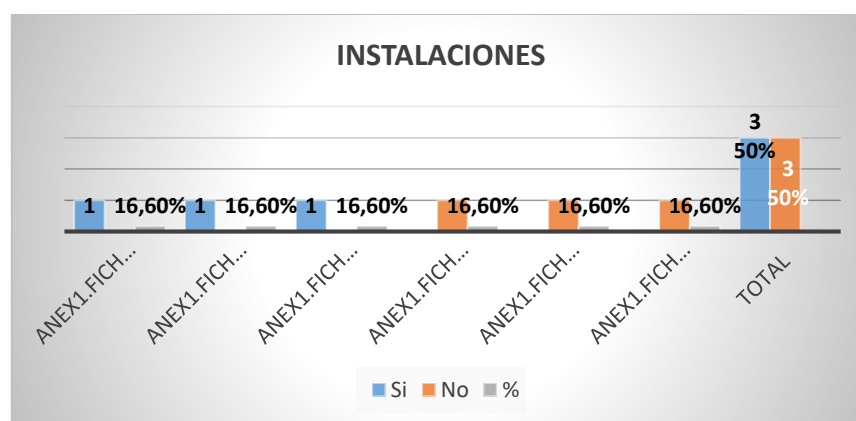 INSTALACIONES
3
50%
3
50%
1 16,60% 1 16,60% 1 16,60% 16,60% 16,60% 16,60%
ANEX1.FICH...
ANEX1.FICH...
ANEX1.FICH...
ANEX1.FICH...
ANEX1.FICH...
ANEX1.FICH...
TOTAL
Si No %